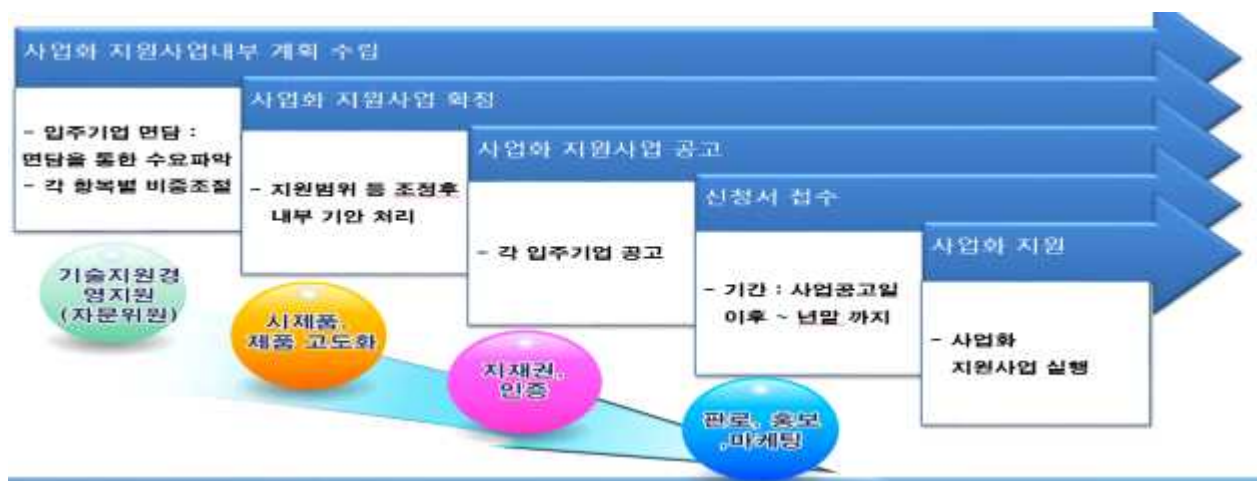 사업화 지원사업내부 계획 수립
- 입주기업 면담 :
면담을 통한 수요파악
- 각 항목별 비중조절
사업화 지원사업 확정
- 지원범위 등 조정후
내부 기안 처리
사업화 지원사업 공고
- 각 입주기업 공고
신청서 접수
- 기간 : 사업공고일
이후 ~ 년말 까지
사업화 지원
- 사업화
지원사업 실행
기술지원경
영지원
(자문위원)
시제품,
제품 고도화
지재권,
인증
판로, 홍보
,마케팅